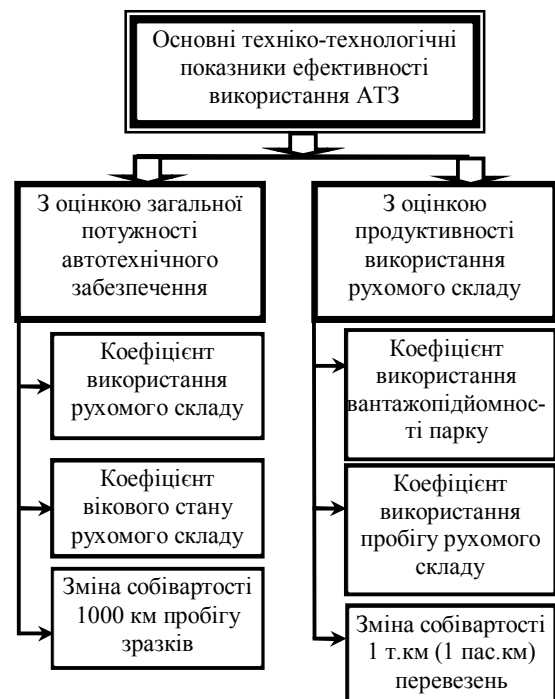 Основні техніко-технологічні
показники ефективності
використання АТЗ
З оцінкою загальної
потужності
автотехнічного
забезпечення
З оцінкою
продуктивності
використання
рухомого складу
Коефіцієнт
використання
рухомого складу
Коефіцієнт
використання
вантажопідйомнос-
ті парку
Коефіцієнт
вікового стану
рухомого складу
Коефіцієнт
використання
пробігу рухомого
складу
Зміна собівартості
1000 км пробігу
зразків
Зміна собівартості
1 т.км (1 пас.км)
перевезень